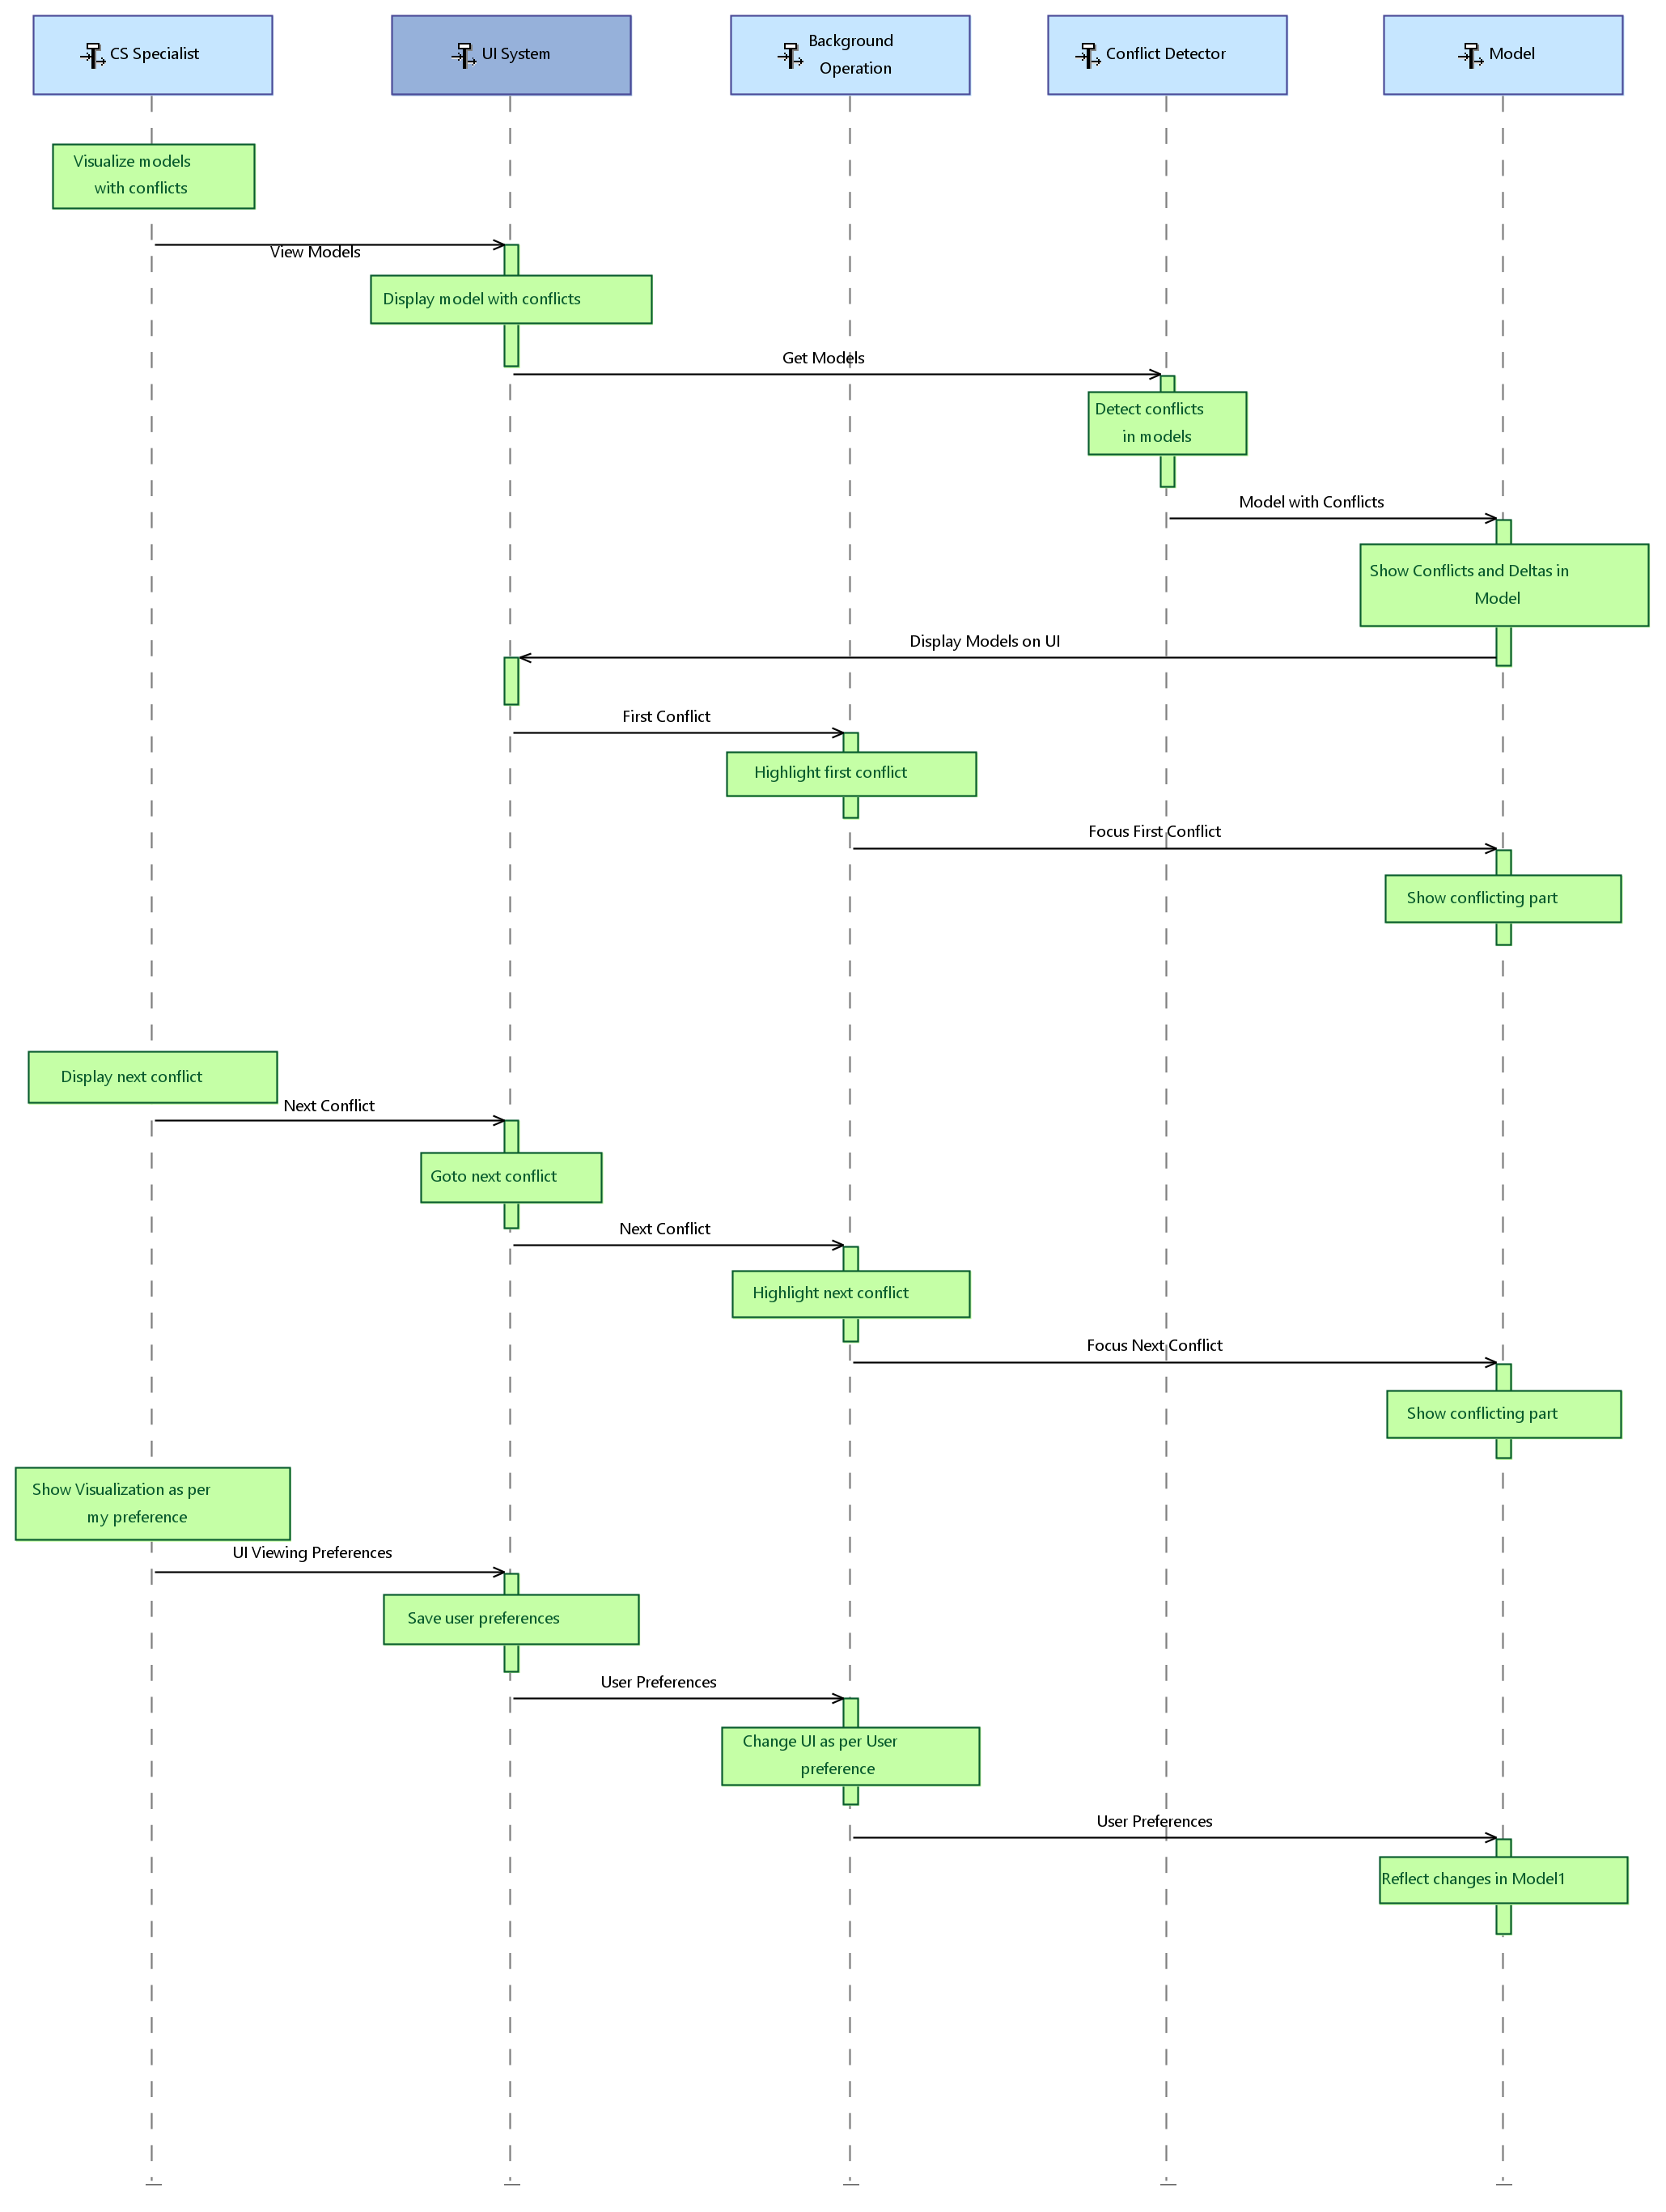 CS Specialist
UI System
Background
Operation
Conflict Detector
Model
Visualize models
with conflicts
View Models
Display model with conflicts
Get Models
Detect conflicts
in models
Model with Conflicts
Show Conflicts and Deltas in
Model
Display Models on UI
First Conflict
Highlight first conflict
Focus First Conflict
Show conflicting part
Display next conflict
Next Conflict
Goto next conflict
Next Conflict
Highlight next conflict
Focus Next Conflict
Show conflicting part
Show Visualization as per
my preference
UI Viewing Preferences
Save user preferences
User Preferences
Change UI as per User
preference
User Preferences
Reflect changes in Model1